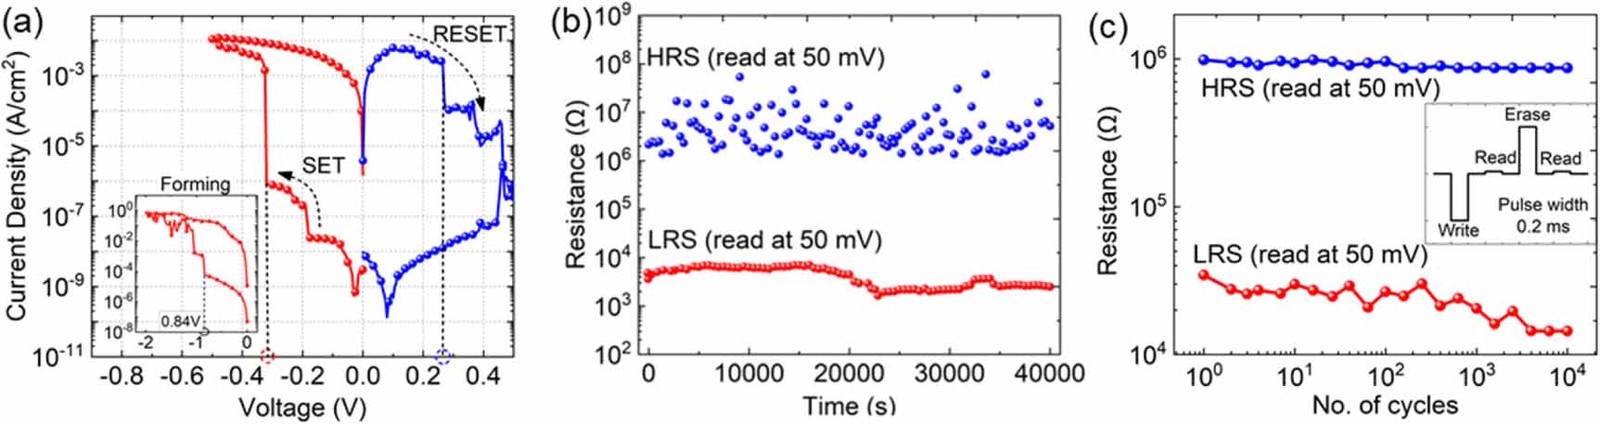 (a)
Current Density (A/cm²)
10⁻³
10⁻⁵
10⁻⁷
10⁻⁹
10⁻¹¹
RESET
SET
Forming
10⁰
10⁻²
10⁻⁴
10⁻⁶
10⁻⁸
0.84V
-2 -1 0
-0.8 -0.6 -0.4 -0.2 0.0 0.2 0.4
Voltage (V)
(b)
Resistance (Ω)
10⁹
10⁸
10⁷
10⁶
10⁵
10⁴
10³
10²
HRS (read at 50 mV)
LRS (read at 50 mV)
0 10000 20000 30000 40000
Time (s)
(c)
Resistance (Ω)
10⁶
10⁵
10⁴
HRS (read at 50 mV)
Erase
Read Read
Pulse width
Write 0.2 ms
LRS (read at 50 mV)
10⁰ 10¹ 10² 10³ 10⁴
No. of cycles